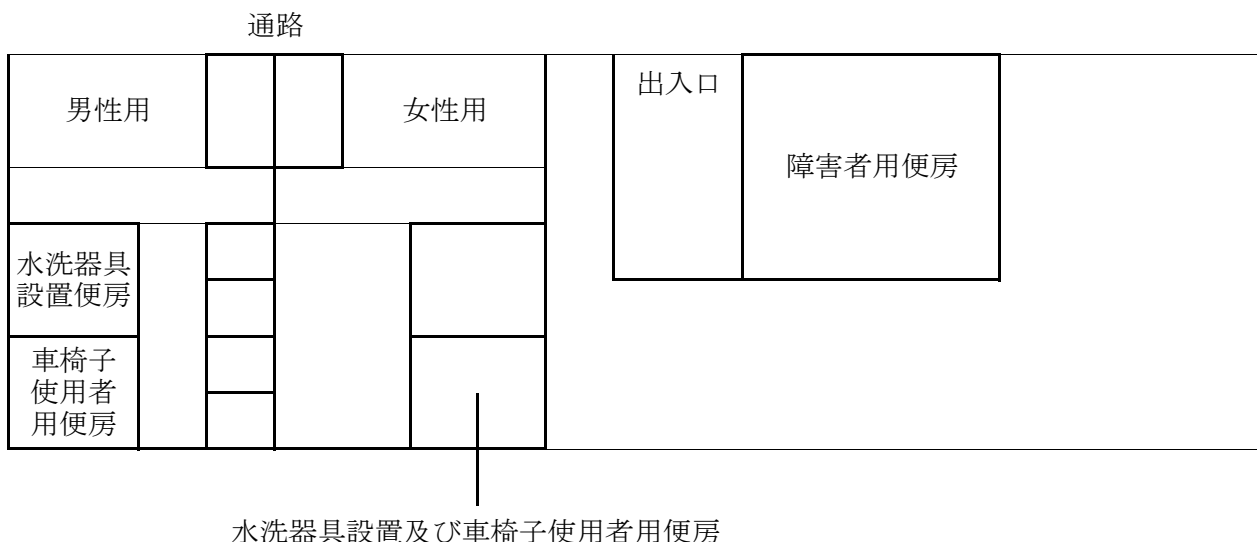 通路
男性用
女性用
出入口
障害者用便房
水洗器具
設置便房
車椅子
使用者
用便房
水洗器具設置及び車椅子使用者用便房